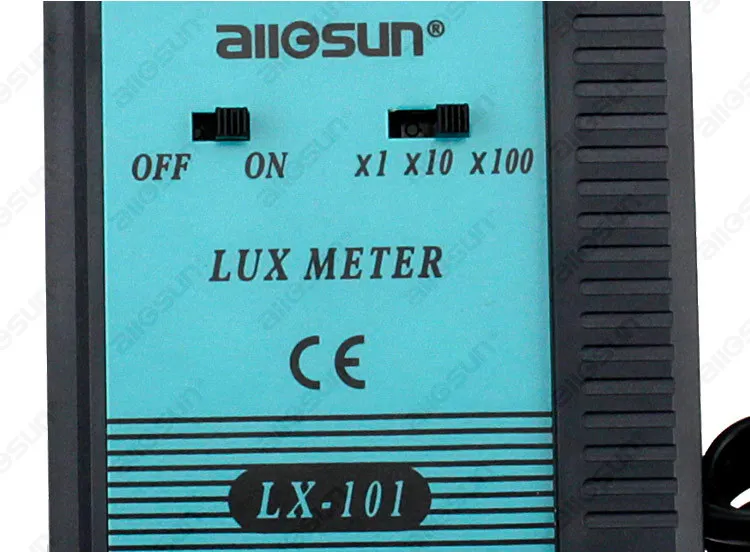 allosun®
OFF ON x1 x10 x100
LUX METER
CE
LX-101